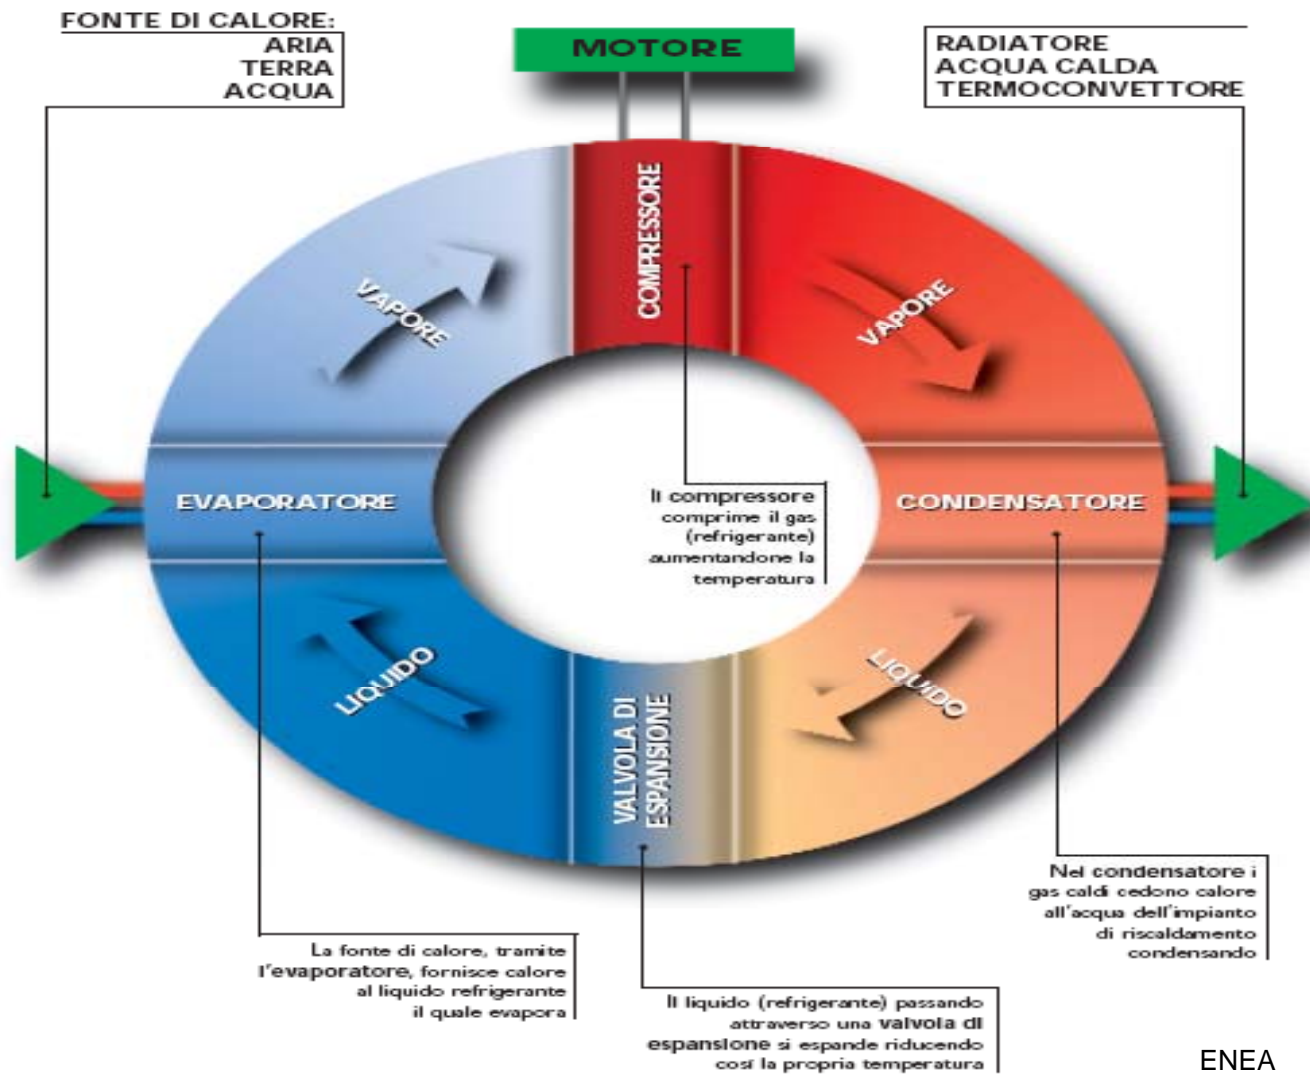 FONTE DI CALORE:
ARIA
TERRA
ACQUA
MOTORE
RADIATORE
ACQUA CALDA
TERMOCONVETTORE
COMPRESSORE
VAPORE
VAPORE
EVAPORATORE
Il compressore
comprime il gas
(refrigerante)
aumentandone la
temperatura
CONDENSATORE
LIQUIDO
VALVOLA DI
ESPANSIONE
LIQUIDO
Nel condensatore i
gas caldi cedono calore
all'acqua dell'impianto
di riscaldamento
condensando
La fonte di calore, tramite
l'evaporatore, fornisce calore
al liquido refrigerante
il quale evapora
Il liquido (refrigerante) passando
attraverso una valvola di
espansione si espande riducendo
così la propria temperatura
ENEA